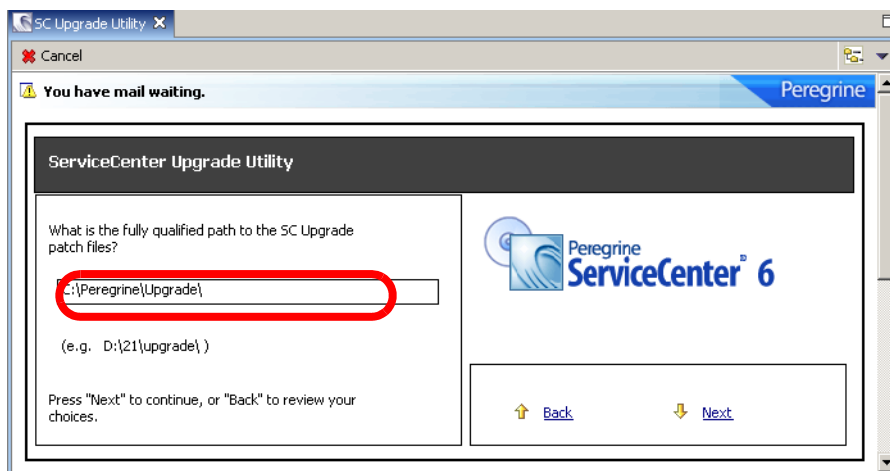 SC Upgrade Utility
Cancel
You have mail waiting.
Peregrine
ServiceCenter Upgrade Utility
What is the fully qualified path to the SC Upgrade
patch files?
C:\Peregrine\Upgrade\
(e.g. D:\21\upgrade\ )
Press "Next" to continue, or "Back" to review your
choices.
Peregrine
ServiceCenter 6
Back
Next